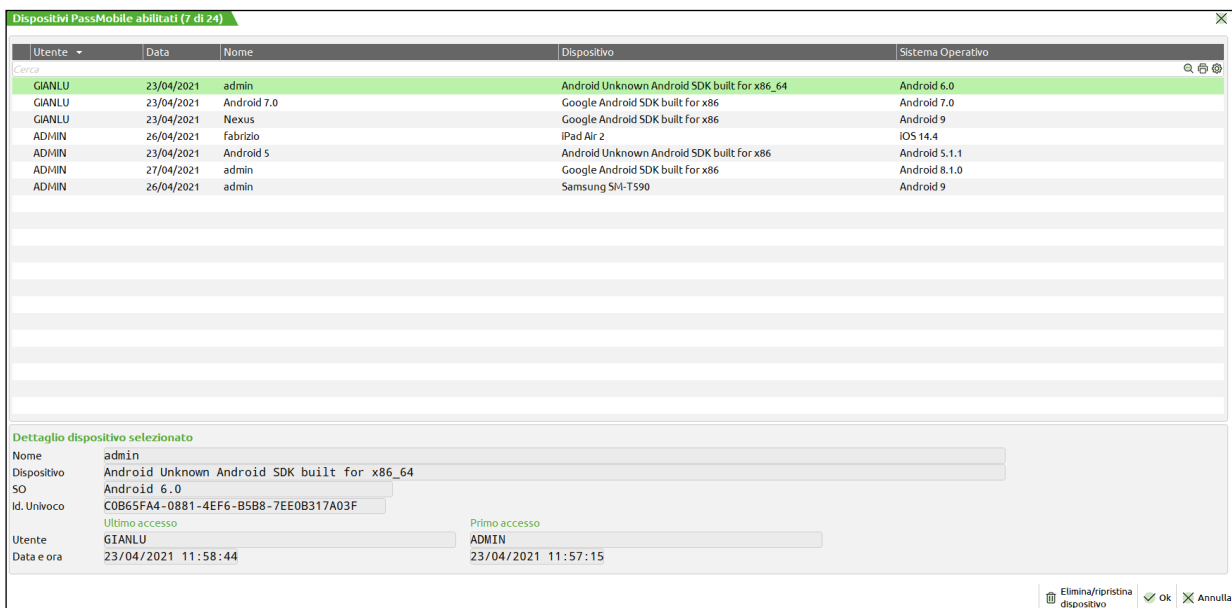 Dispositivi PassMobile abilitati (7 di 24)
Utente Data Nome Dispositivo Sistema Operativo
Cerca
GIANLU 23/04/2021 admin Android Unknown Android SDK built for x86_64 Android 6.0
GIANLU 23/04/2021 Android 7.0 Google Android SDK built for x86 Android 7.0
GIANLU 23/04/2021 Nexus Google Android SDK built for x86 Android 9
ADMIN 26/04/2021 fabrizio iPad Air 2 iOS 14.4
ADMIN 23/04/2021 Android 5 Android Unknown Android SDK built for x86 Android 5.1.1
ADMIN 27/04/2021 admin Google Android SDK built for x86 Android 8.1.0
ADMIN 26/04/2021 admin Samsung SM-T590 Android 9
Dettaglio dispositivo selezionato
Nome admin
Dispositivo Android Unknown Android SDK built for x86_64
SO Android 6.0
Id. Univoco C0B65FA4-0881-4EF6-B5B8-7EE0B317A03F
Ultimo accesso Primo accesso
Utente GIANLU ADMIN
Data e ora 23/04/2021 11:58:44 23/04/2021 11:57:15
Elimina/ripristina
dispositivo Ok Annulla